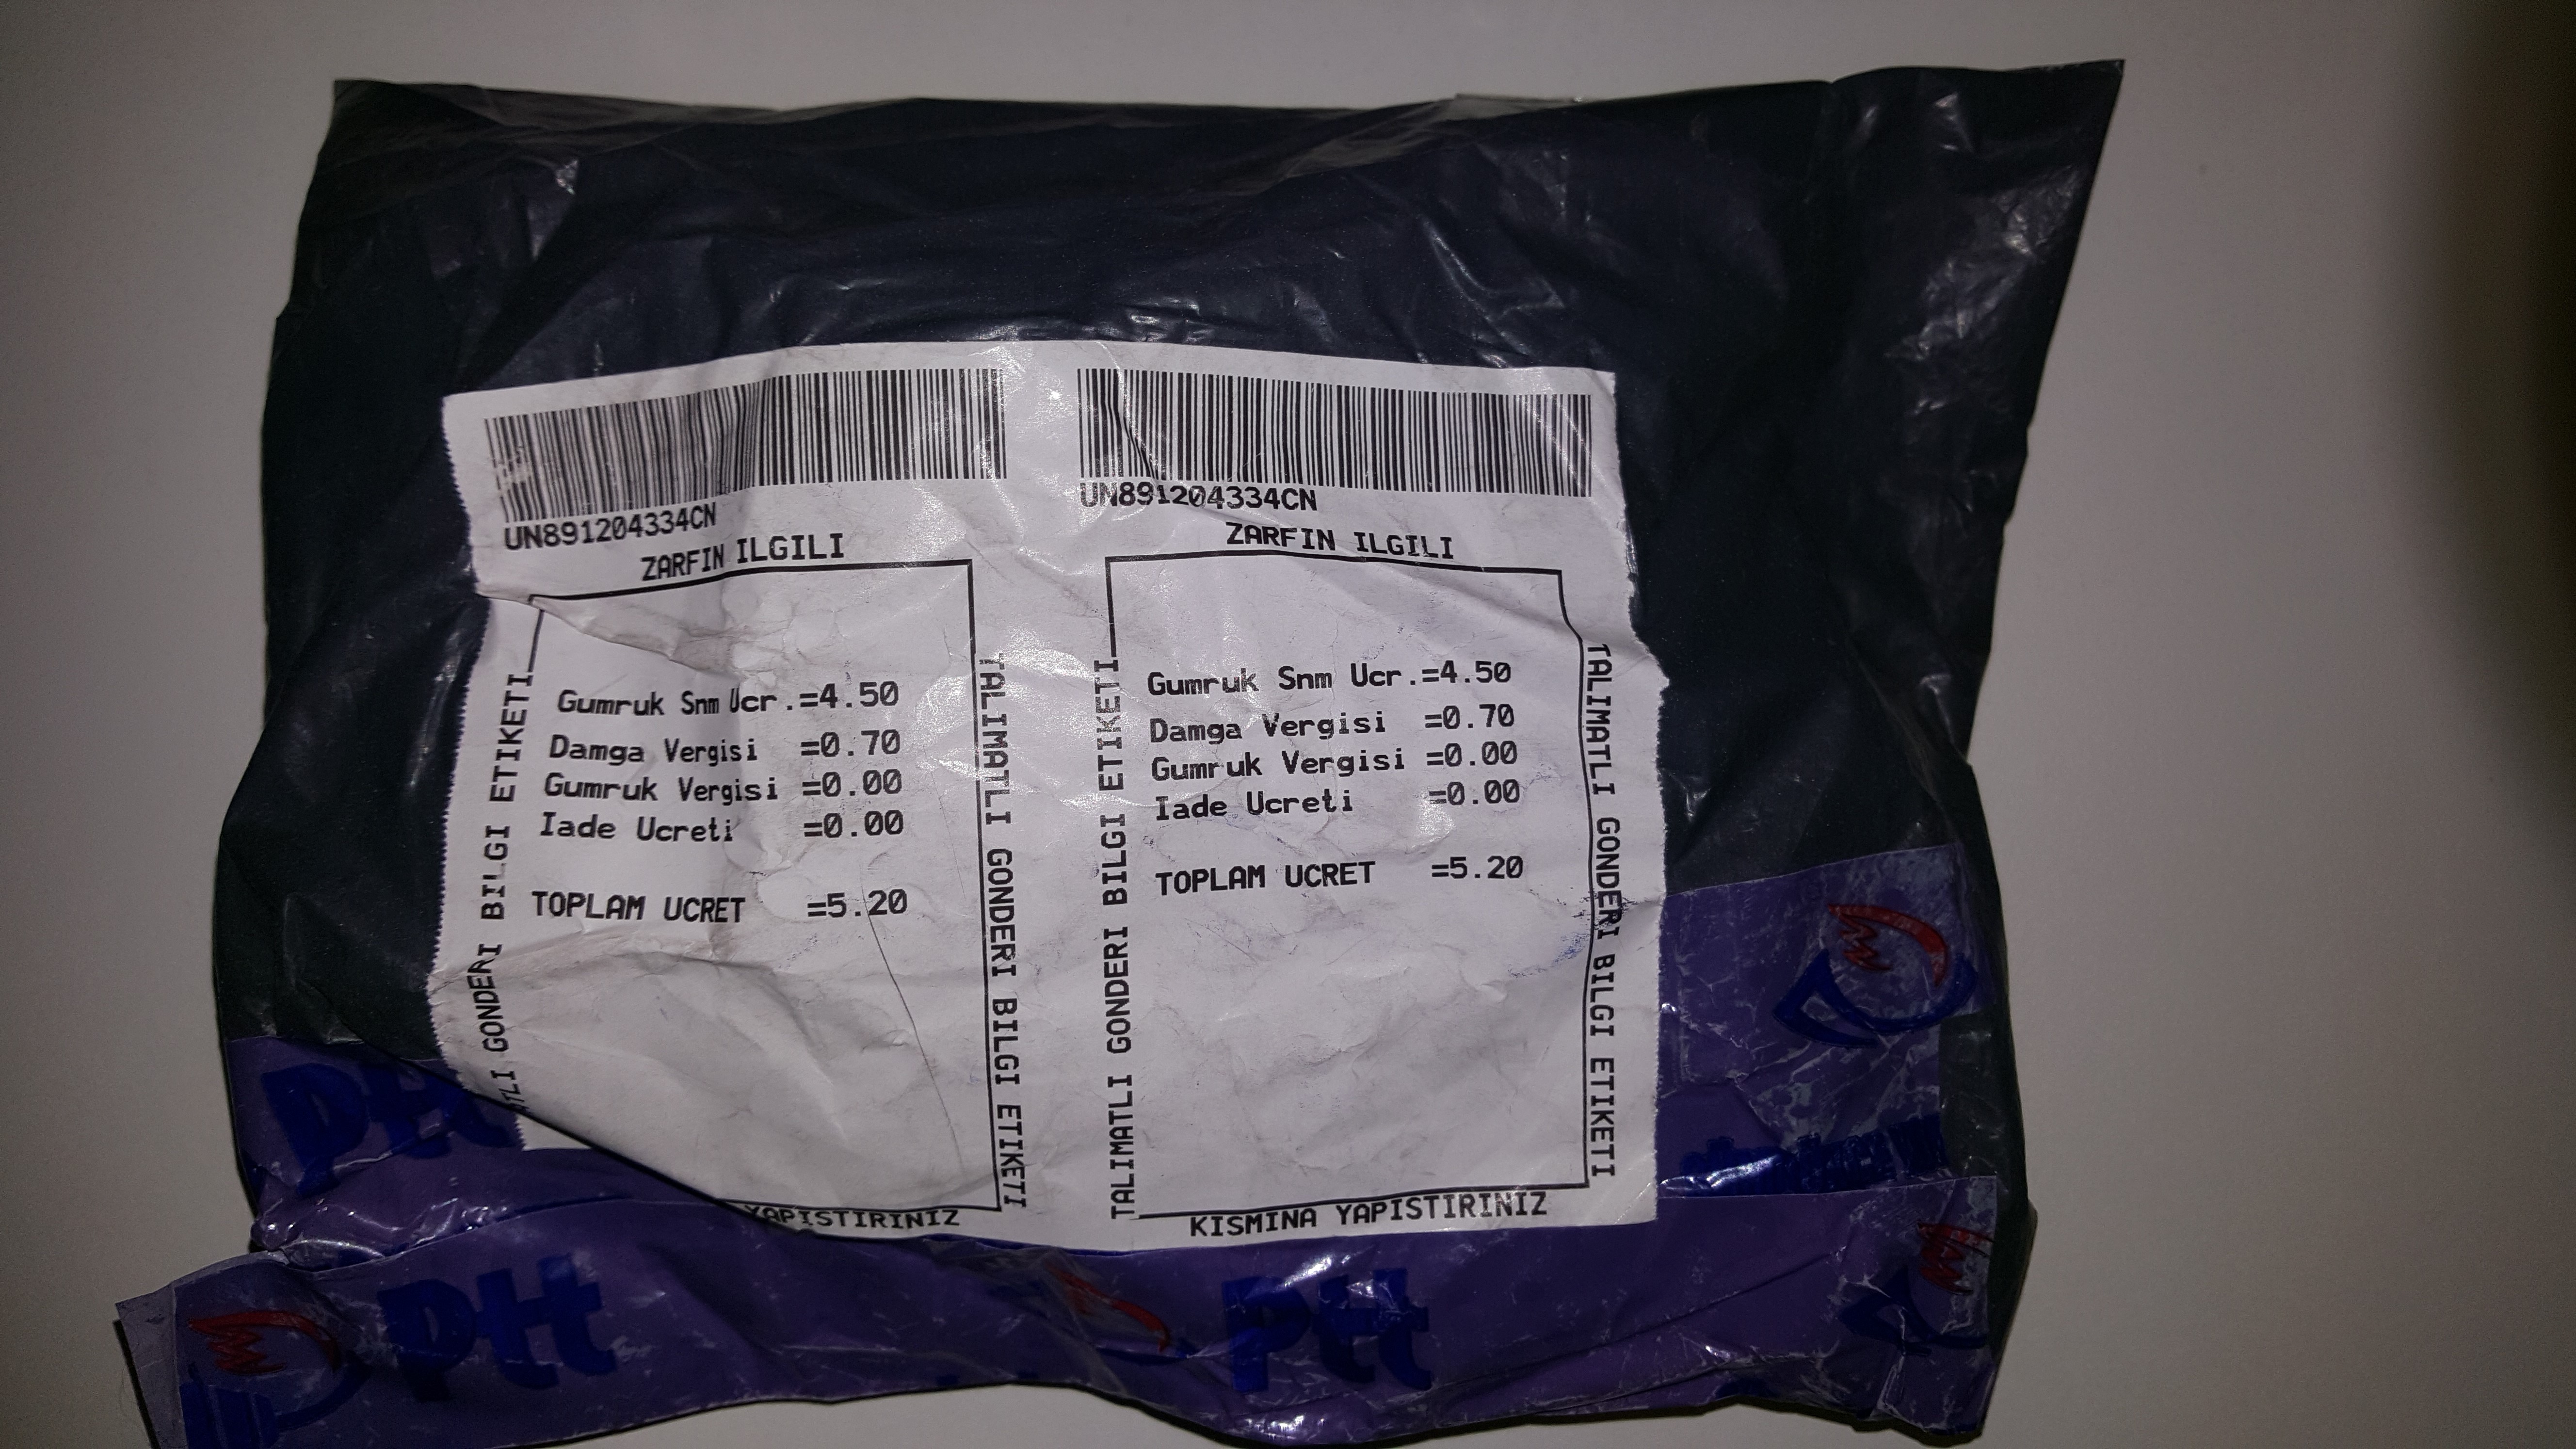 UN891204334CN
ZARFIN ILGILI
Gumruk Snm Ucr.=4.50
Damga Vergisi =0.70
Gumruk Vergisi =0.00
Iade Ucreti =0.00
TOPLAM UCRET =5.20
GONDERI BILGI ETIKETI
TALIMATLI GONDERI BILGI ETIKETI
YAPISTIRINIZ
UN891204334CN
ZARFIN ILGILI
Gumruk Snm Ucr.=4.50
Damga Vergisi =0.70
Gumruk Vergisi =0.00
Iade Ucreti =0.00
TOPLAM UCRET =5.20
TALIMATLI GONDERI BILGI ETIKETI
TALIMATLI GONDERI BILGI ETIKETI
KISMINA YAPISTIRINIZ
Ptt
Ptt
Ptt